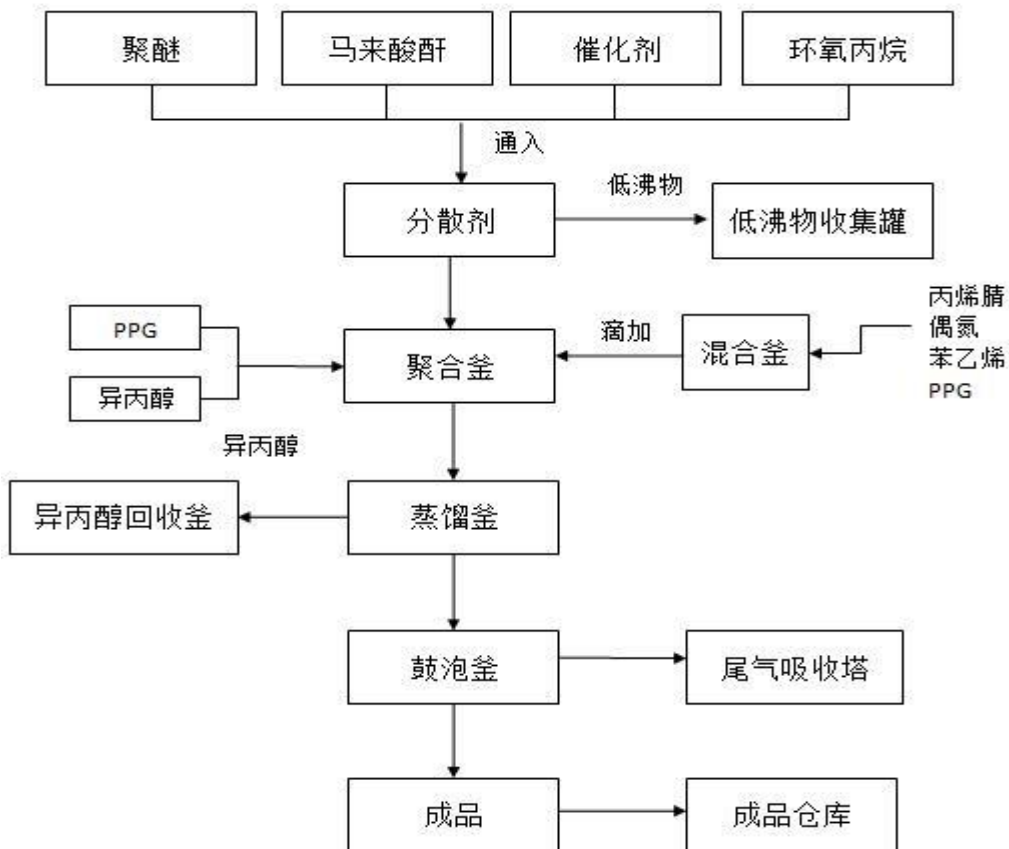 聚醚
马来酸酐
催化剂
环氧丙烷
通入
分散剂
低沸物
低沸物收集罐
PPG
异丙醇
聚合釜
滴加
混合釜
丙烯腈
偶氮
苯乙烯
PPG
异丙醇
异丙醇回收釜
蒸馏釜
鼓泡釜
尾气吸收塔
成品
成品仓库